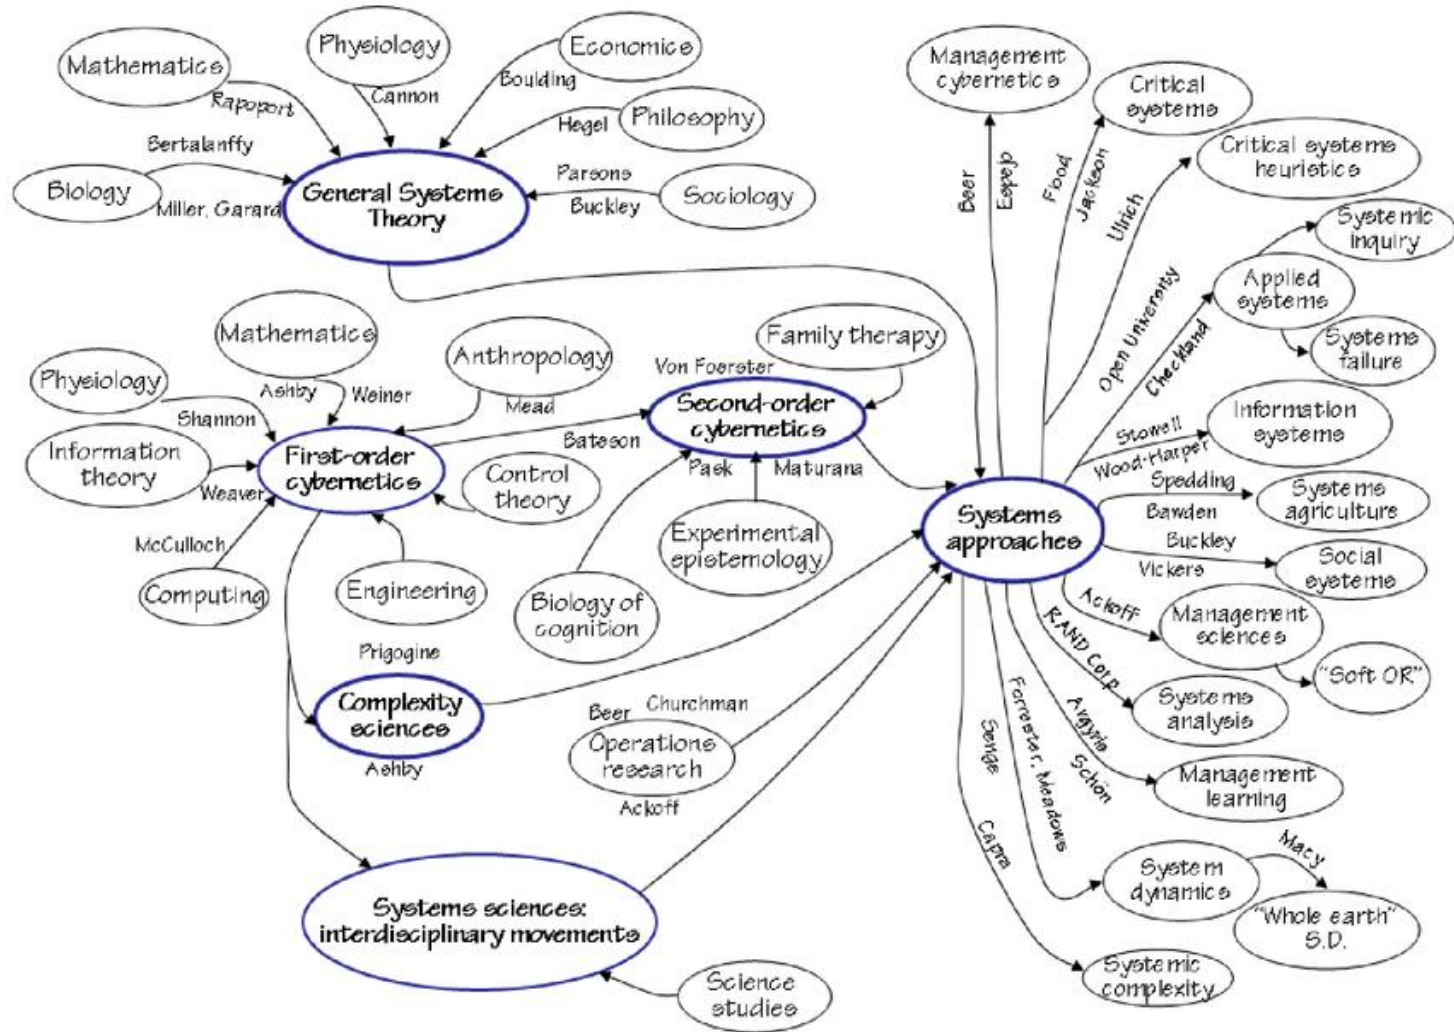 Mathematics
Physiology
Economics
Rapoport
Cannon
Boulding
Hegel
Philosophy
Bertalanffy
Biology
Miller, Garard
General Systems
Theory
Parsons
Buckley
Sociology
Mathematics
Ashby
Weiner
Physiology
Shannon
Anthropology
Mead
Information
theory
Weaver
First-order
cybernetics
Bateson
Control
theory
McCulloch
Computing
Engineering
Von Foerster
Family therapy
Second-order
cybernetics
Pask
Maturana
Experimental
epistemology
Biology of
cognition
Prigogine
Complexity
sciences
Ashby
Beer
Churchman
Operations
research
Ackoff
Systems sciences:
interdisciplinary movements
Science
studies
Systems
approaches
Management
cybernetics
Beer
Espejo
Critical
systems
Flood
Jackson
Critical systems
heuristics
Ulrich
Systemic
inquiry
Open University
Checkland
Applied
systems
Systems
failure
Stowell
Wood-Harper
Information
systems
Spedding
Bawden
Systems
agriculture
Buckley
Vickers
Social
systems
Ackoff
Management
sciences
"Soft OR"
RAND Corp
Systems
analysis
Argyris
Schön
Management
learning
Forrester, Meadows
System
dynamics
Macy
"Whole earth"
S.D.
Senge
Capra
Systemic
complexity